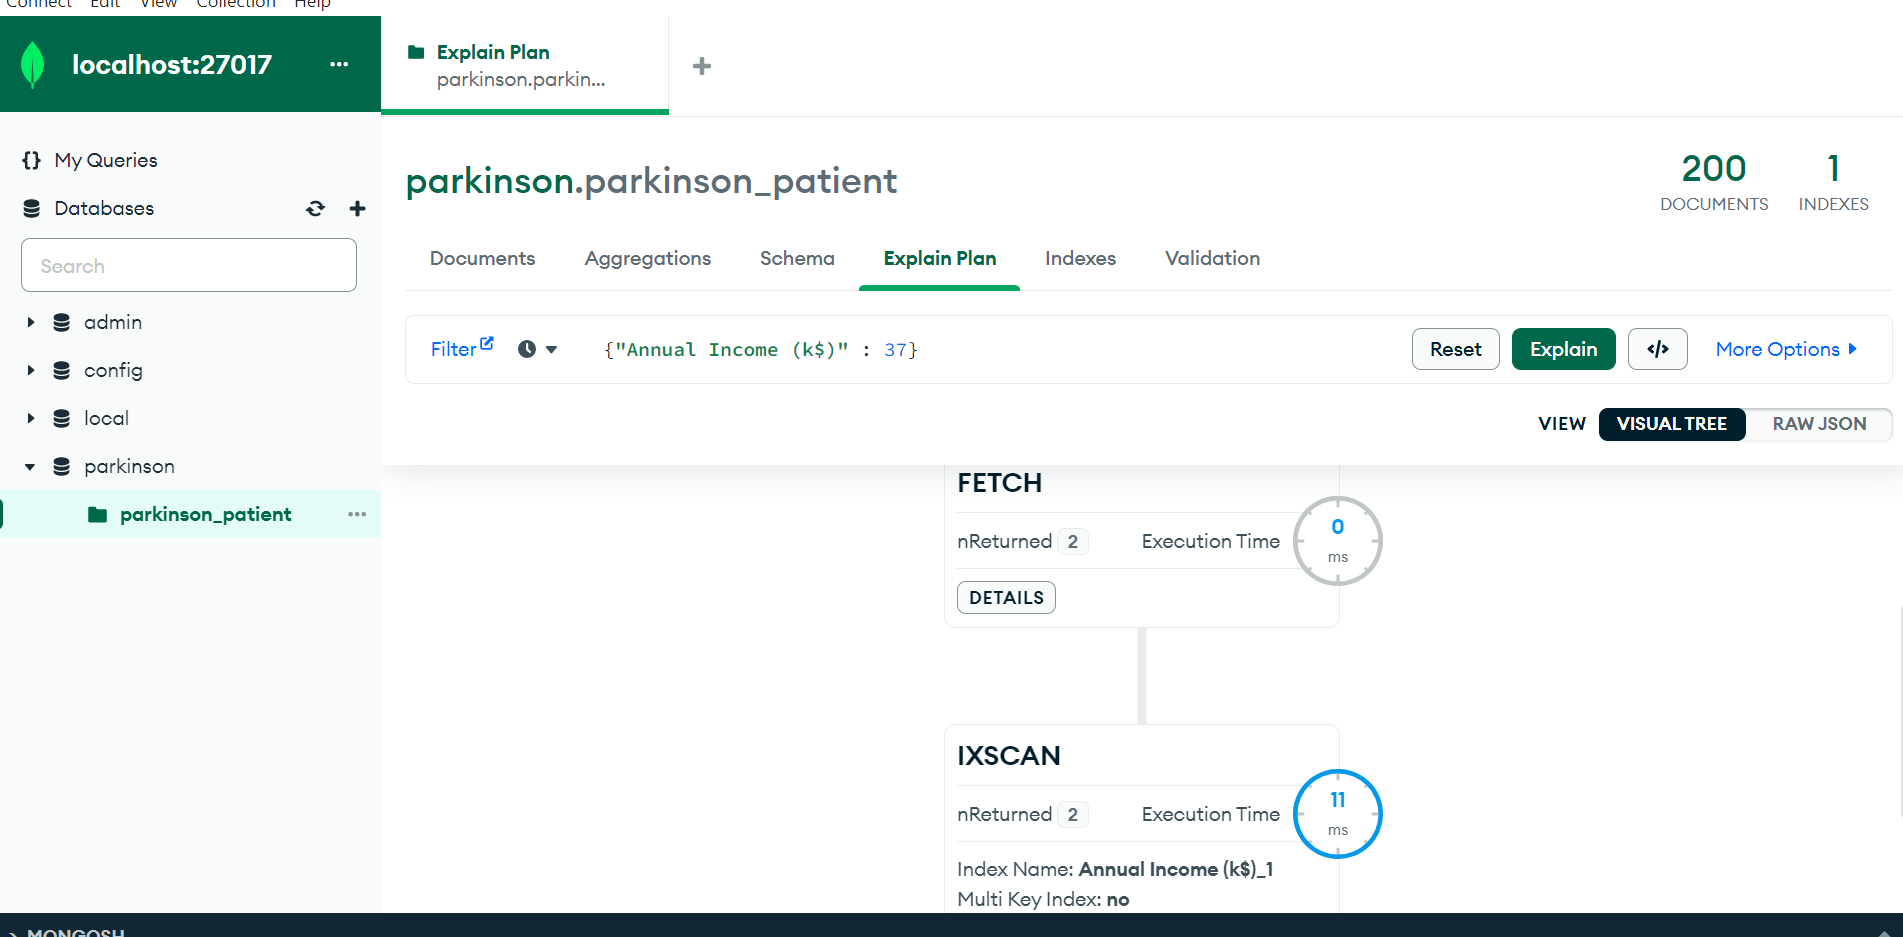 Connect Edit View Collection Help
localhost:27017
Explain Plan
parkinson.parkin...
My Queries
Databases
Search
admin
config
local
parkinson
parkinson_patient
parkinson.parkinson_patient
200
DOCUMENTS
1
INDEXES
Documents Aggregations Schema Explain Plan Indexes Validation
Filter {"Annual Income (k$)" : 37} Reset Explain </> More Options
VIEW VISUAL TREE RAW JSON
FETCH
nReturned 2 Execution Time 0 ms
DETAILS
IXSCAN
nReturned 2 Execution Time 11 ms
Index Name: Annual Income (k$)_1
Multi Key Index: no
>_MONGOSH